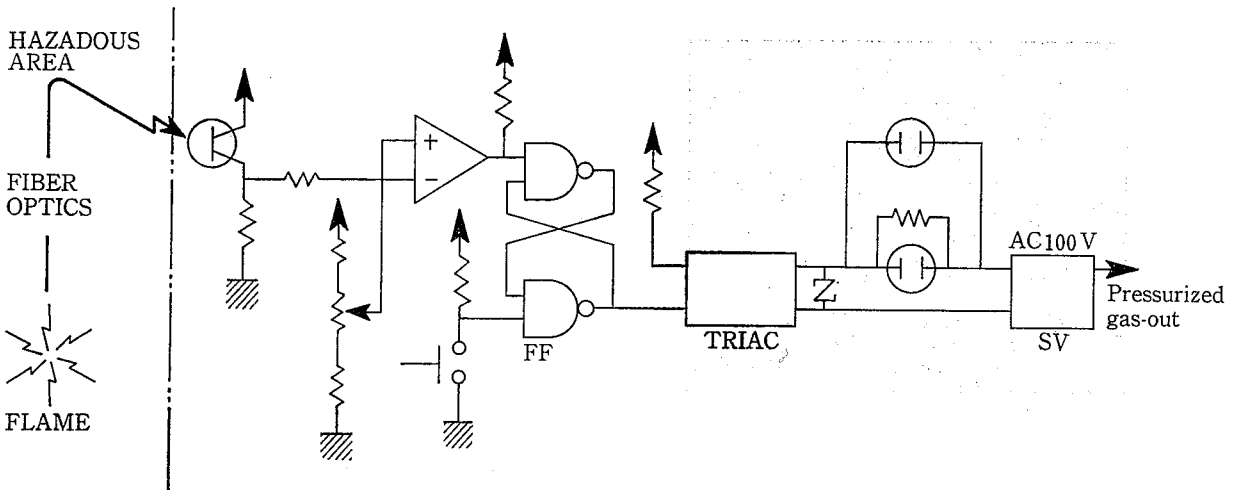 HAZADOUS
AREA
FIBER
OPTICS
FLAME
+
−
FF
TRIAC
AC100V
SV
Pressurized
gas-out